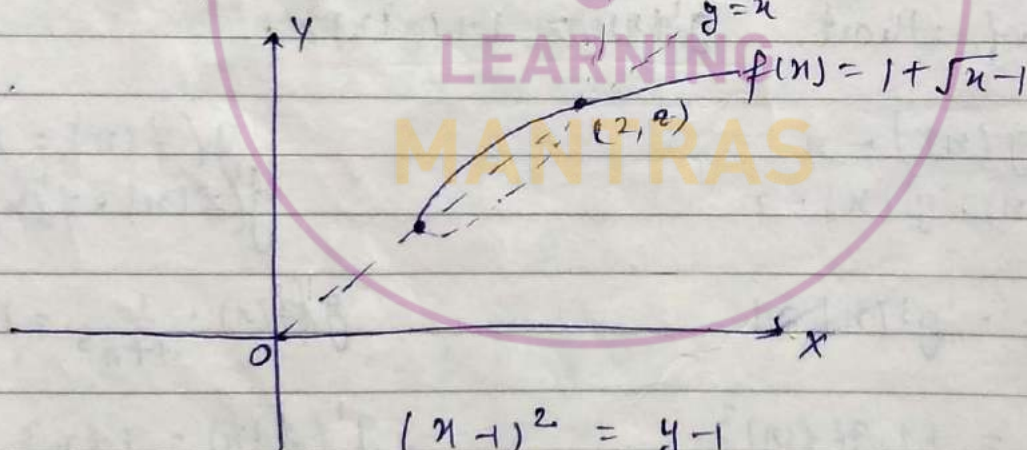 Y
y = x
LEARNING
f(x) = 1 + √x-1
(2, 2)
MANTRAS
O
X
(x-1)² = y-1